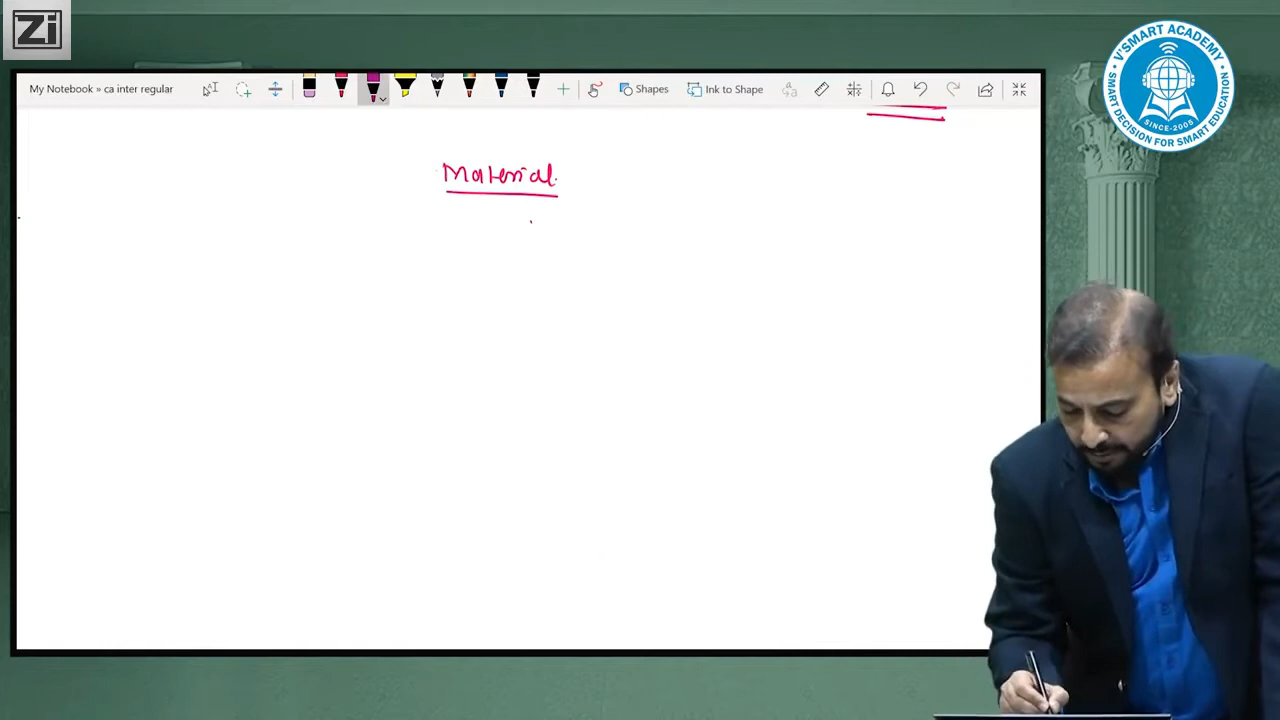 Zi
V'SMART ACADEMY
SINCE-2005
SMART DECISION FOR SMART EDUCATION
My Notebook » ca inter regular
Shapes
Ink to Shape
Material